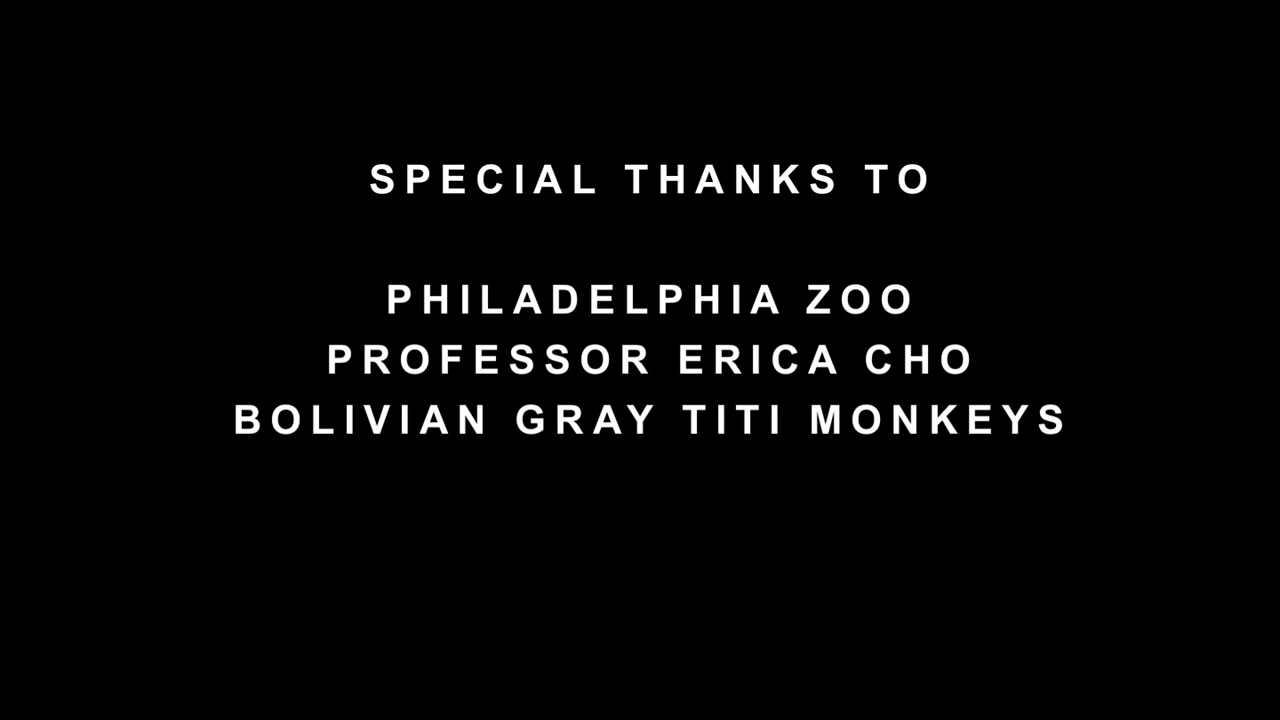 SPECIAL THANKS TO
PHILADELPHIA ZOO
PROFESSOR ERICA CHO
BOLIVIAN GRAY TITI MONKEYS